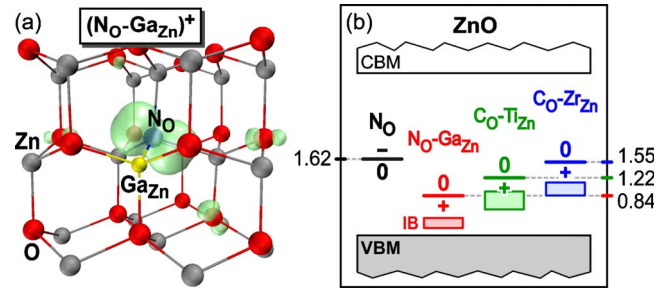 (a)
(N_O-Ga_Zn)^+
N_O
Zn
Ga_Zn
O
(b)
ZnO
CBM
C_O-Zr_Zn
C_O-Ti_Zn
N_O
N_O-Ga_Zn
0
0
–
0
0
+
+
+
0
1.62
1.55
1.22
0.84
IB
VBM